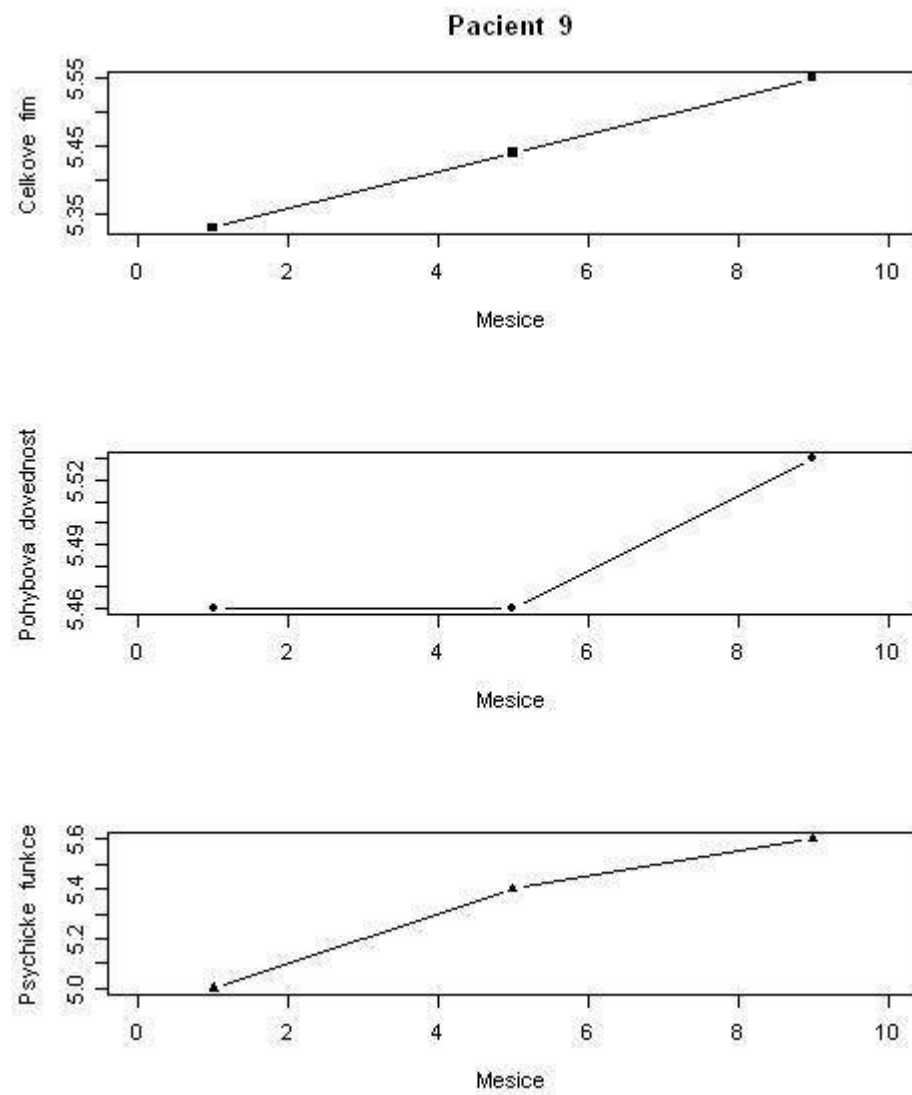 Pacient 9
Celkove fim
5.35 5.45 5.55
0 2 4 6 8 10
Mesice
Pohybova dovednost
5.46 5.49 5.52
0 2 4 6 8 10
Mesice
Psychicke funkce
5.0 5.2 5.4 5.6
0 2 4 6 8 10
Mesice